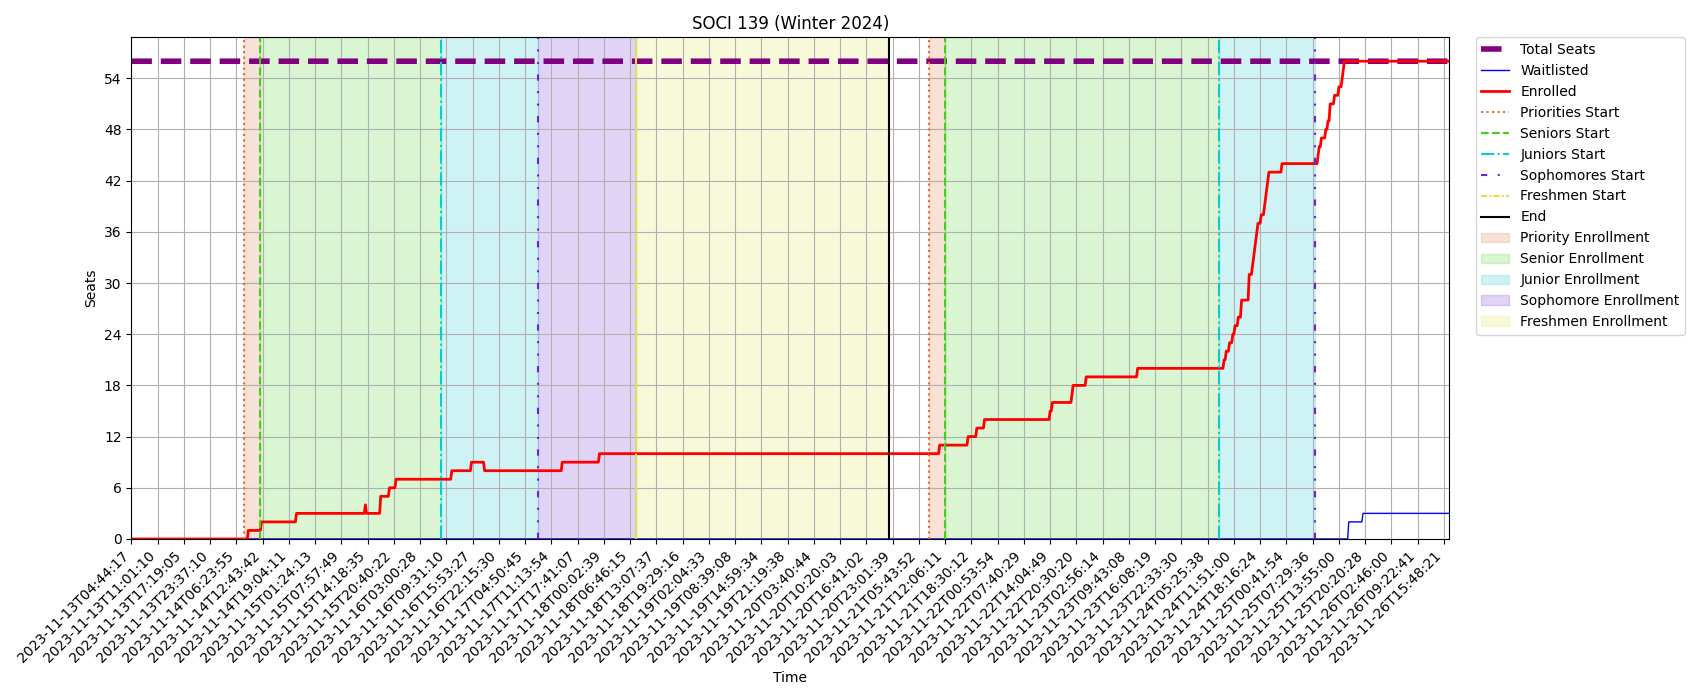 SOCI 139 (Winter 2024)
Seats
54
48
42
36
30
24
18
12
6
0
2023-11-13T04:44:17
2023-11-13T11:01:10
2023-11-13T17:19:05
2023-11-13T23:37:10
2023-11-14T06:23:55
2023-11-14T12:43:42
2023-11-14T19:04:11
2023-11-15T01:24:13
2023-11-15T07:57:49
2023-11-15T14:18:35
2023-11-15T20:40:22
2023-11-16T03:00:28
2023-11-16T09:31:10
2023-11-16T15:53:27
2023-11-16T22:15:30
2023-11-17T04:50:45
2023-11-17T11:13:54
2023-11-17T17:41:07
2023-11-18T00:02:39
2023-11-18T06:46:15
2023-11-18T13:07:37
2023-11-18T19:29:16
2023-11-19T02:04:33
2023-11-19T08:39:08
2023-11-19T14:59:34
2023-11-19T21:19:38
2023-11-20T03:40:44
2023-11-20T10:20:03
2023-11-20T16:41:02
2023-11-20T23:01:39
2023-11-21T05:43:52
2023-11-21T12:06:11
2023-11-21T18:30:12
2023-11-22T00:53:54
2023-11-22T07:40:29
2023-11-22T14:04:49
2023-11-22T20:30:20
2023-11-23T02:56:14
2023-11-23T09:43:08
2023-11-23T16:08:19
2023-11-23T22:33:30
2023-11-24T05:25:38
2023-11-24T11:51:00
2023-11-24T18:16:24
2023-11-25T00:41:54
2023-11-25T07:29:36
2023-11-25T13:55:00
2023-11-25T20:20:28
2023-11-26T02:46:00
2023-11-26T09:22:41
2023-11-26T15:48:21
Time
Total Seats
Waitlisted
Enrolled
Priorities Start
Seniors Start
Juniors Start
Sophomores Start
Freshmen Start
End
Priority Enrollment
Senior Enrollment
Junior Enrollment
Sophomore Enrollment
Freshmen Enrollment